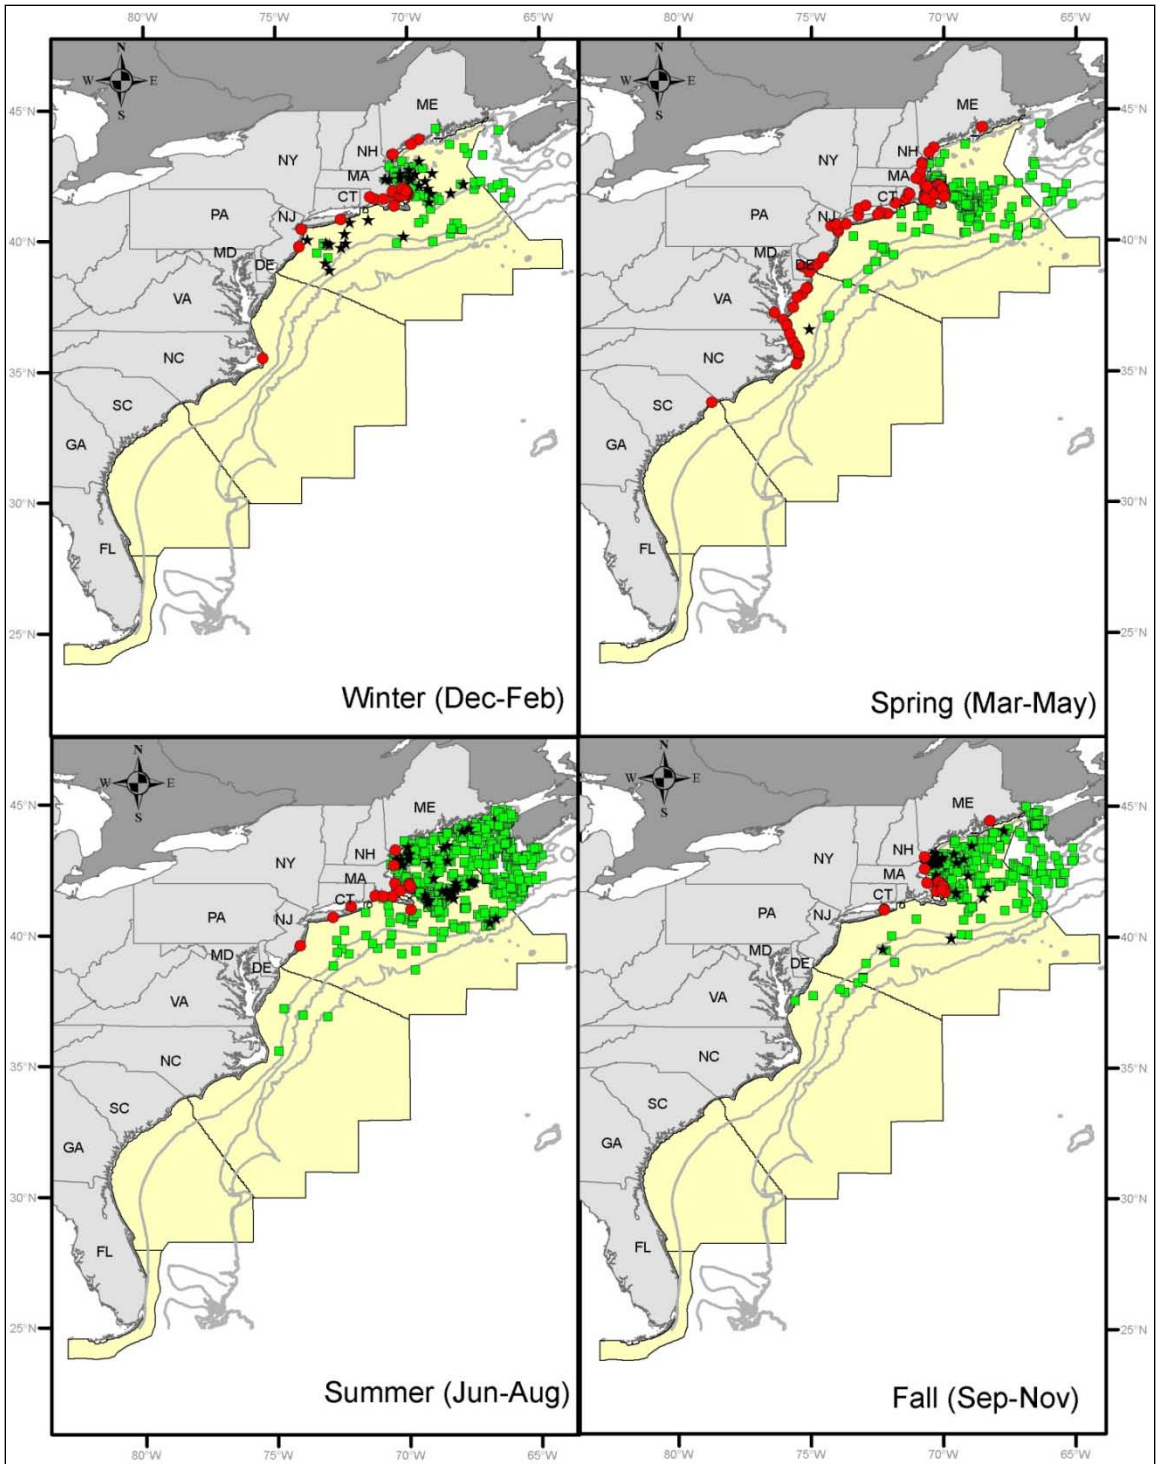 80°W 75°W 70°W 65°W 80°W 75°W 70°W 65°W
N
W E
S
45°N
40°N
35°N
30°N
25°N
ME
NH
NY
MA
CT
PA
NJ
MD
DE
VA
NC
SC
GA
FL
Winter (Dec-Feb)
N
W E
S
ME
NH
NY
MA
CT
PA
NJ
MD
DE
VA
NC
SC
GA
FL
45°N
40°N
35°N
30°N
25°N
Spring (Mar-May)
N
W E
S
45°N
40°N
35°N
30°N
25°N
ME
NH
NY
MA
CT
PA
NJ
MD
DE
VA
NC
SC
GA
FL
Summer (Jun-Aug)
N
W E
S
ME
NH
NY
MA
CT
PA
NJ
MD
DE
VA
NC
SC
GA
FL
45°N
40°N
35°N
30°N
25°N
Fall (Sep-Nov)
80°W 75°W 70°W 65°W 80°W 75°W 70°W 65°W